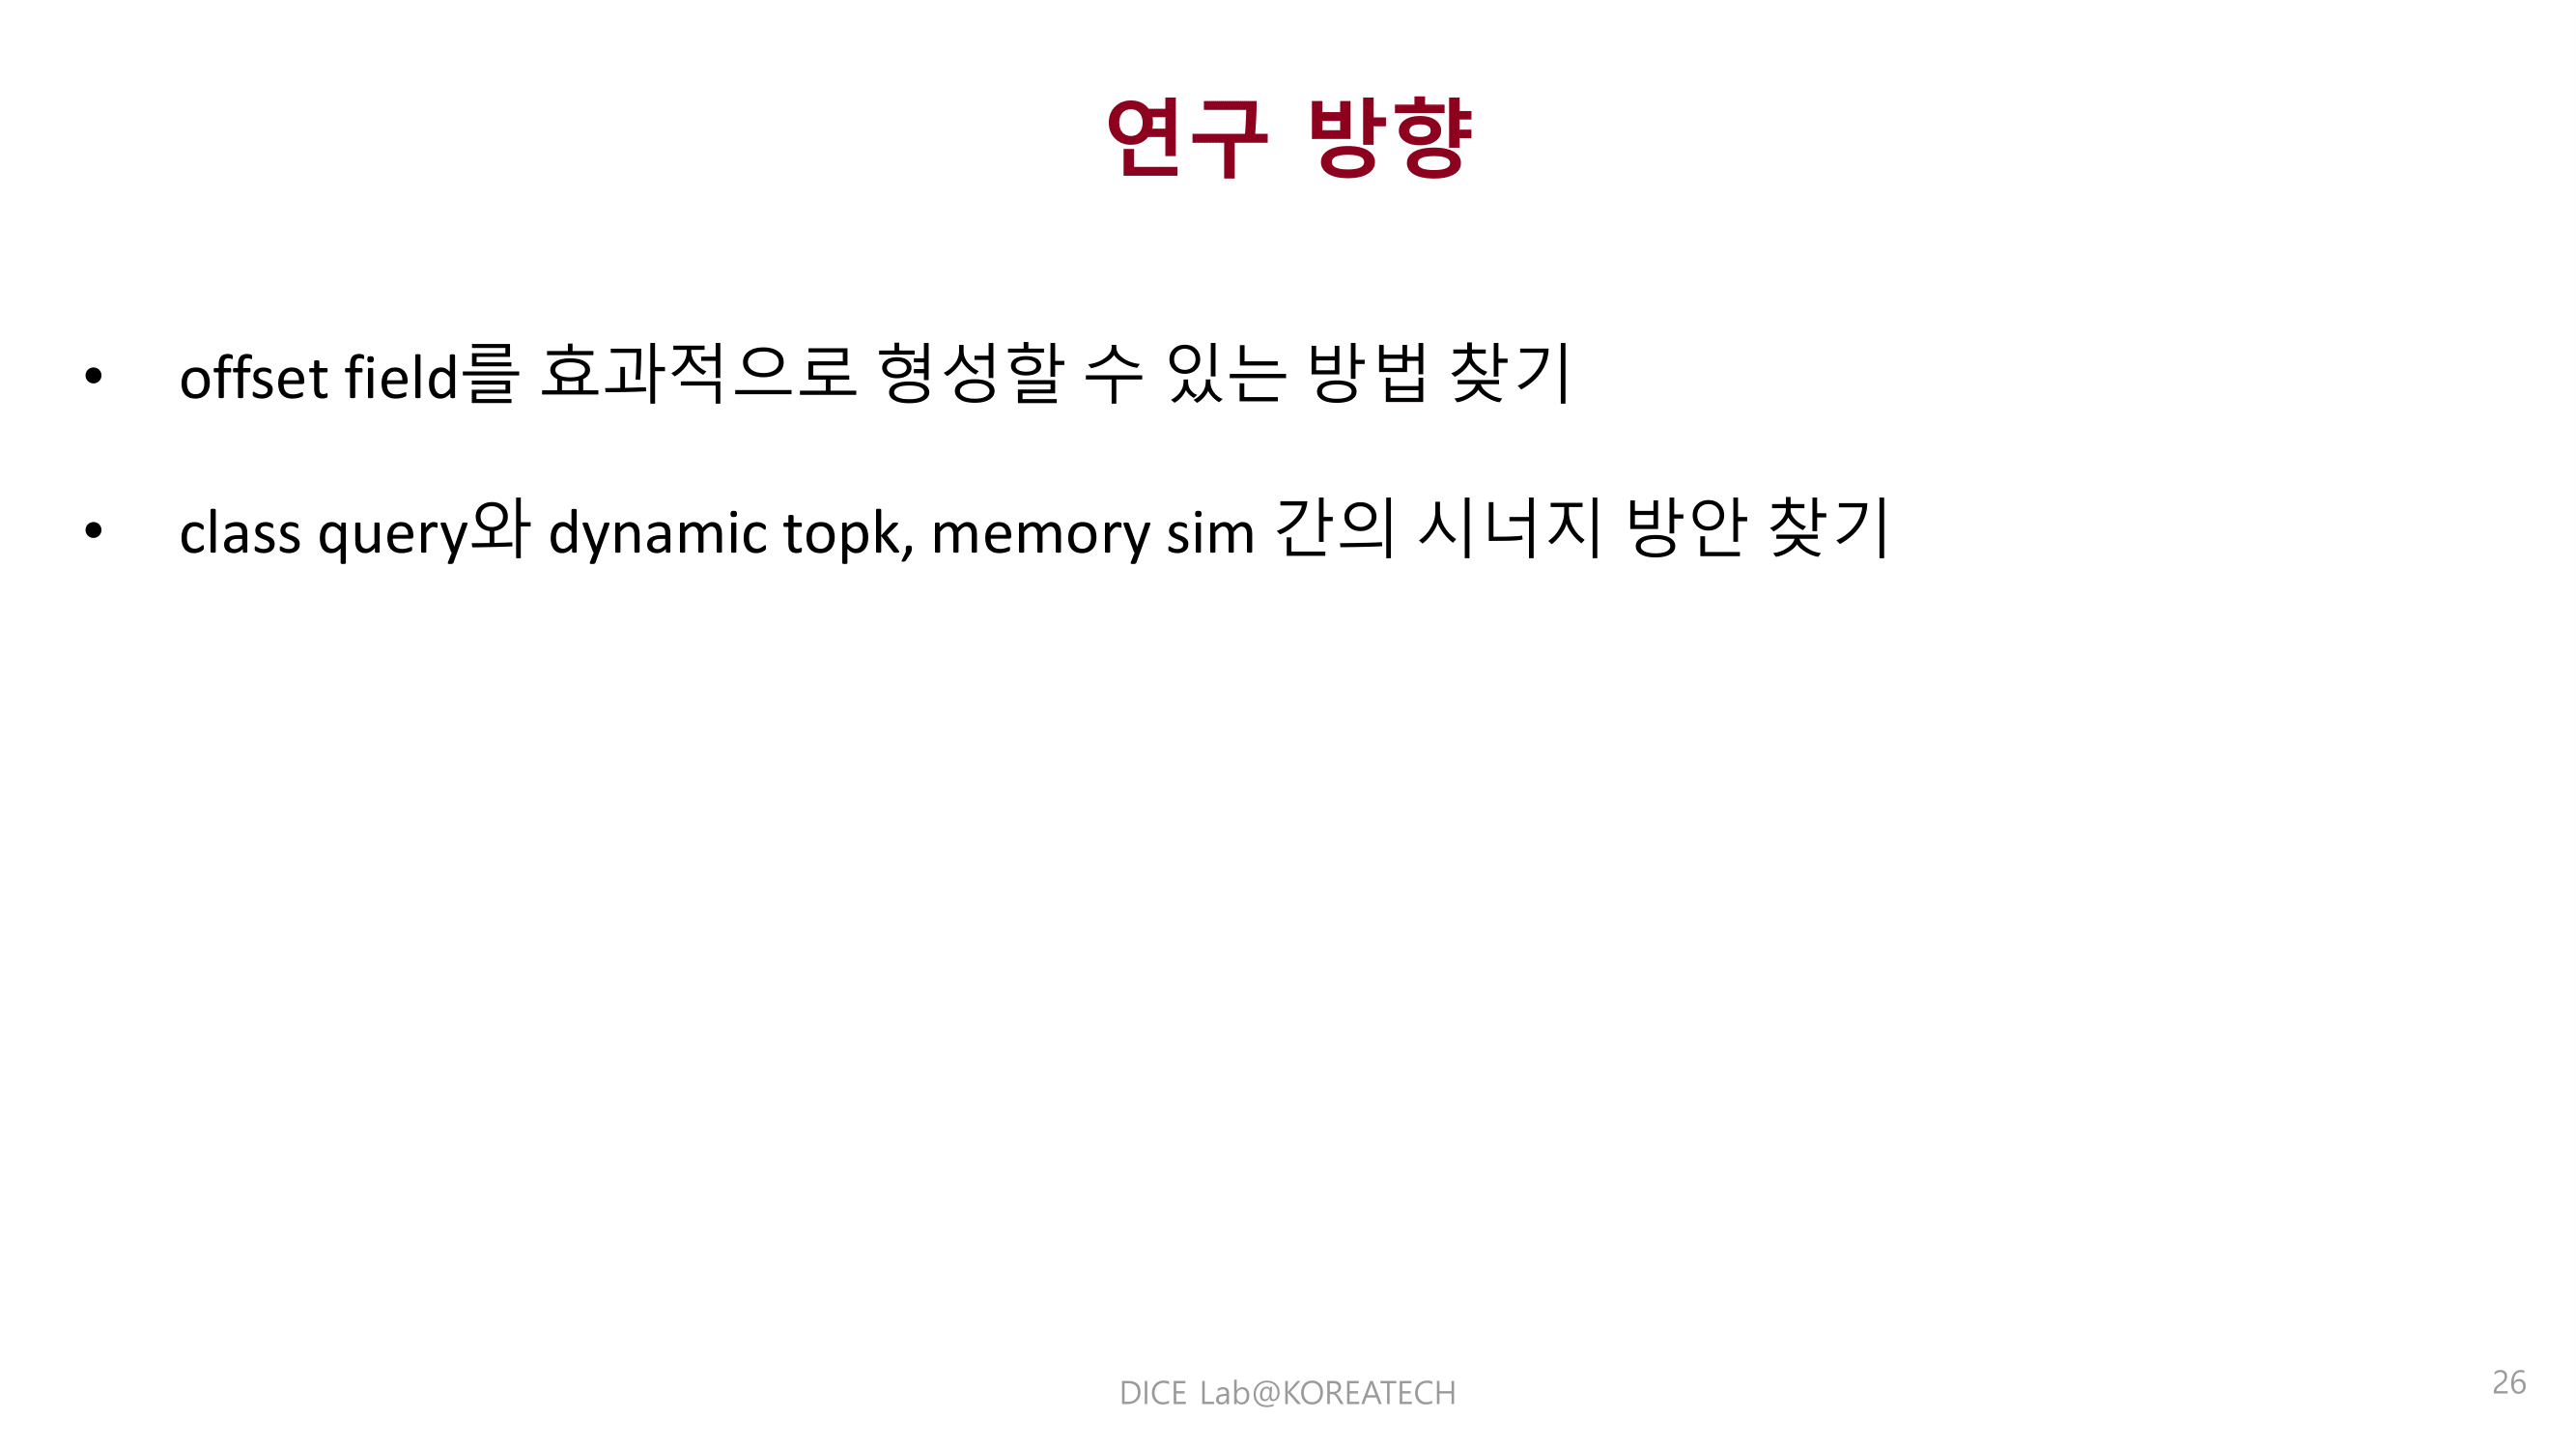 연구 방향
• offset field를 효과적으로 형성할 수 있는 방법 찾기
• class query와 dynamic topk, memory sim 간의 시너지 방안 찾기
DICE Lab@KOREATECH
26